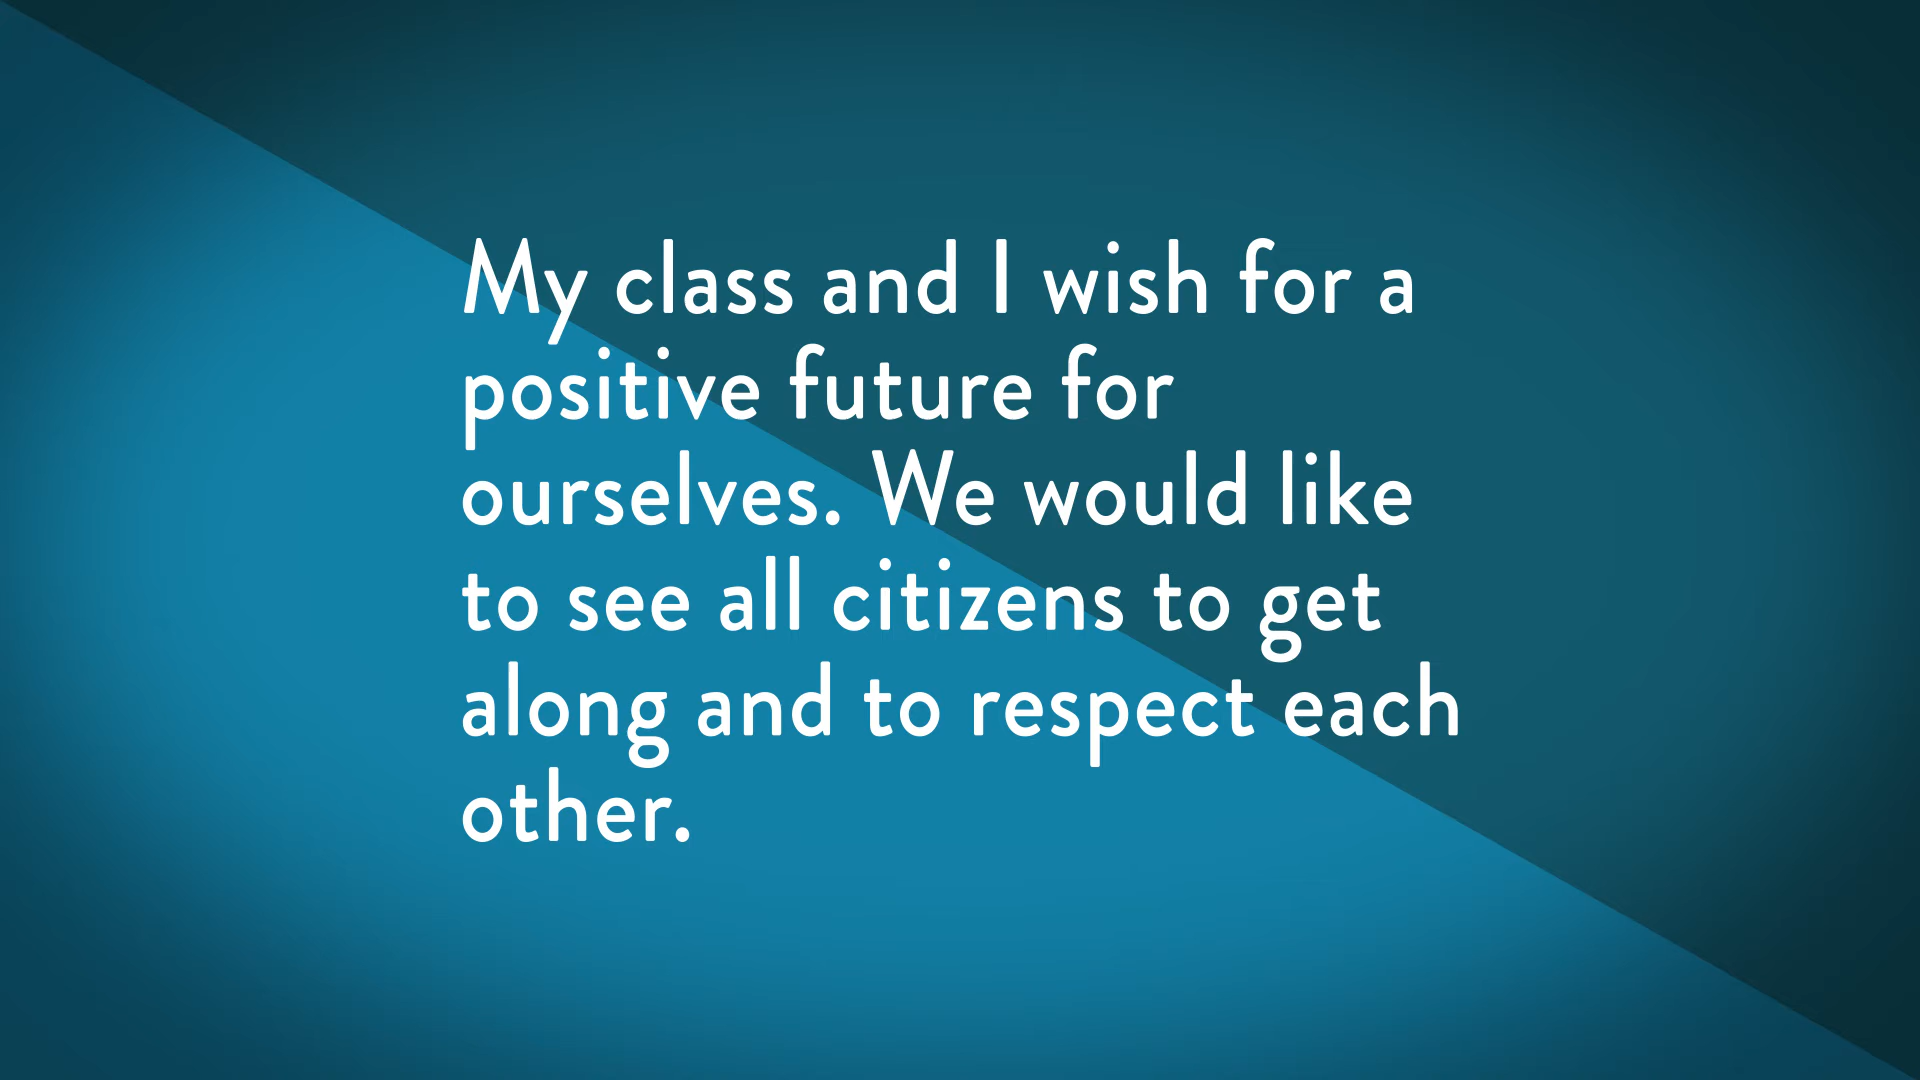 My class and I wish for a
positive future for
ourselves. We would like
to see all citizens to get
along and to respect each
other.